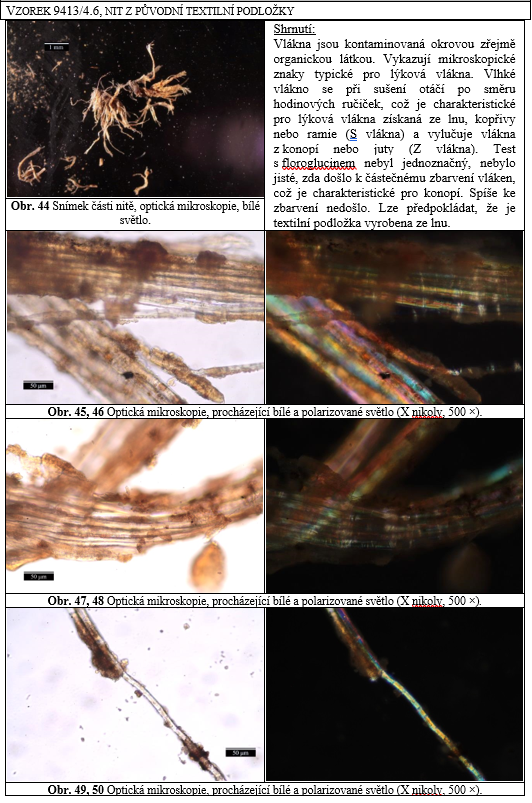 VZOREK 9413/4.6, NIT Z PŮVODNÍ TEXTILNÍ PODLOŽKY
1 mm
Obr. 44 Snímek části nitě, optická mikroskopie, bílé
světlo.
Shrnutí:
Vlákna jsou kontaminovaná okrovou zřejmě
organickou látkou. Vykazují mikroskopické
znaky typické pro lýková vlákna. Vlhké
vlákno se při sušení otáčí po směru
hodinových ručiček, což je charakteristické
pro lýková vlákna získaná ze lnu, kopřivy
nebo ramie (S vlákna) a vylučuje vlákna
z konopí nebo juty (Z vlákna). Test
s floroglucinem nebyl jednoznačný, nebylo
jisté, zda došlo k částečnému zbarvení vláken,
což je charakteristické pro konopí. Spíše ke
zbarvení nedošlo. Lze předpokládat, že je
textilní podložka vyrobena ze lnu.
50 µm
Obr. 45, 46 Optická mikroskopie, procházející bílé a polarizované světlo (X nikoly, 500 ×).
50 µm
Obr. 47, 48 Optická mikroskopie, procházející bílé a polarizované světlo (X nikoly, 500 ×).
50 µm
Obr. 49, 50 Optická mikroskopie, procházející bílé a polarizované světlo (X nikoly, 500 ×).